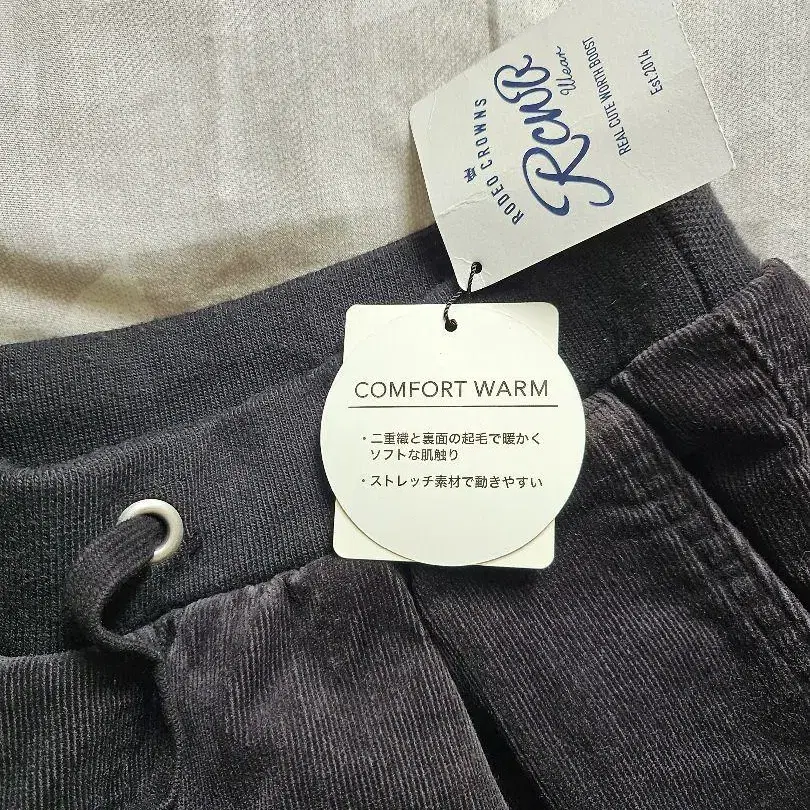 RODEO CROWNS
RCWB
Wear
REAL CUTE WORTH BOOST
Est.2014
COMFORT WARM
・二重織と裏面の起毛で暖かく
ソフトな肌触り
・ストレッチ素材で動きやすい